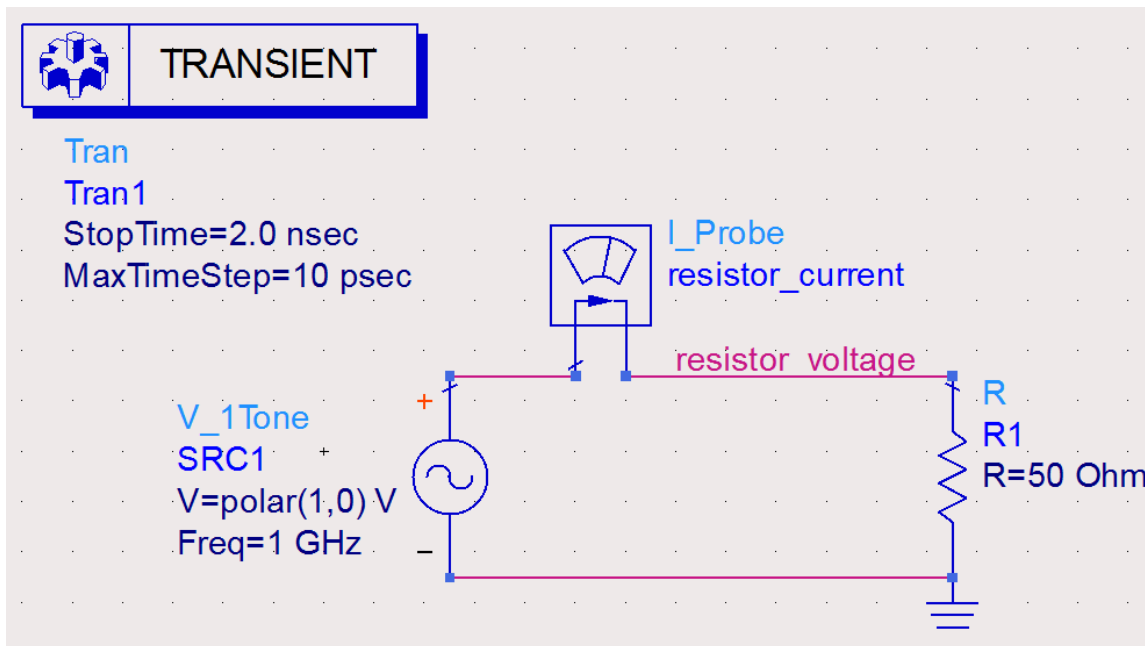 TRANSIENT
Tran
Tran1
StopTime=2.0 nsec
MaxTimeStep=10 psec
I_Probe
resistor_current
resistor_voltage
+
V_1Tone
SRC1
V=polar(1,0) V
Freq=1 GHz
−
R
R1
R=50 Ohm